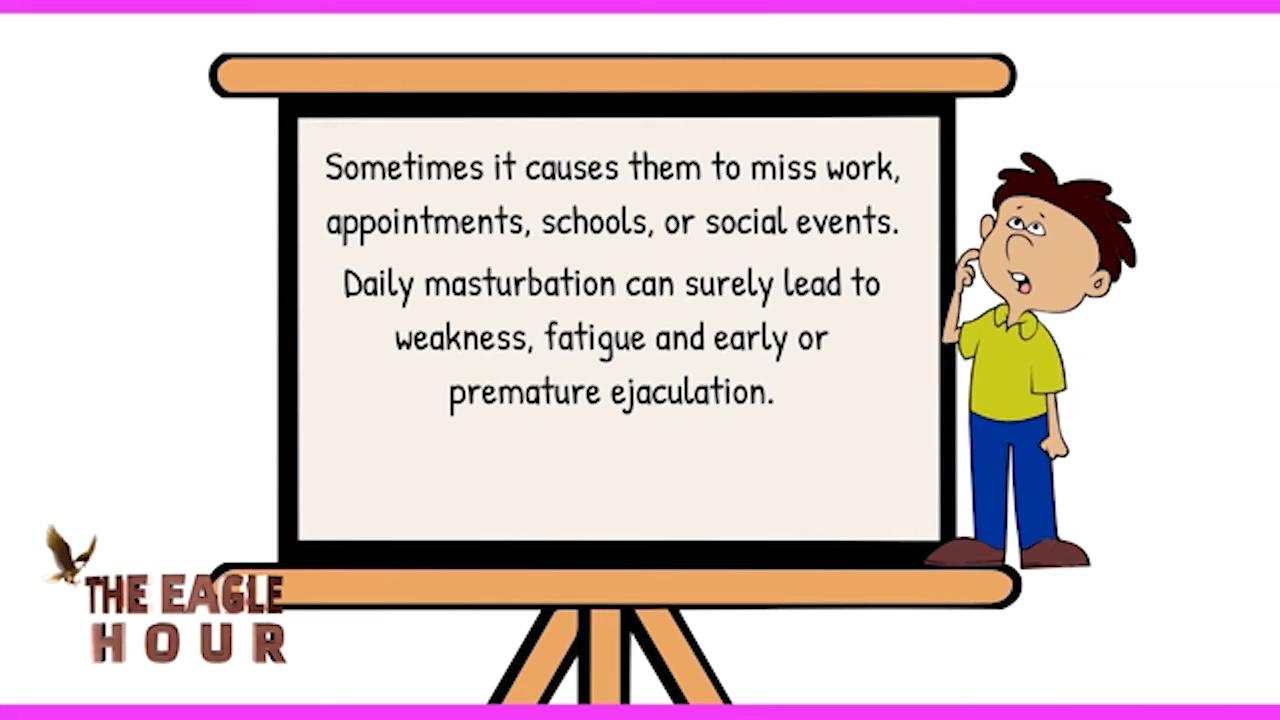 Sometimes it causes them to miss work,
appointments, schools, or social events.
Daily masturbation can surely lead to
weakness, fatigue and early or
premature ejaculation.
THE EAGLE
HOUR